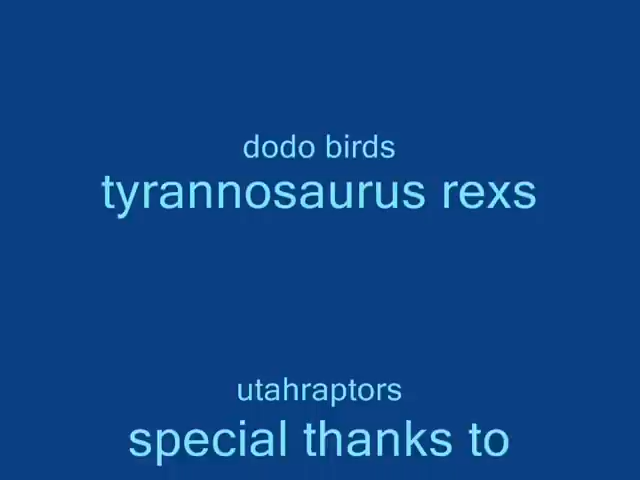 dodo birds
tyrannosaurus rexs
utahraptors
special thanks to